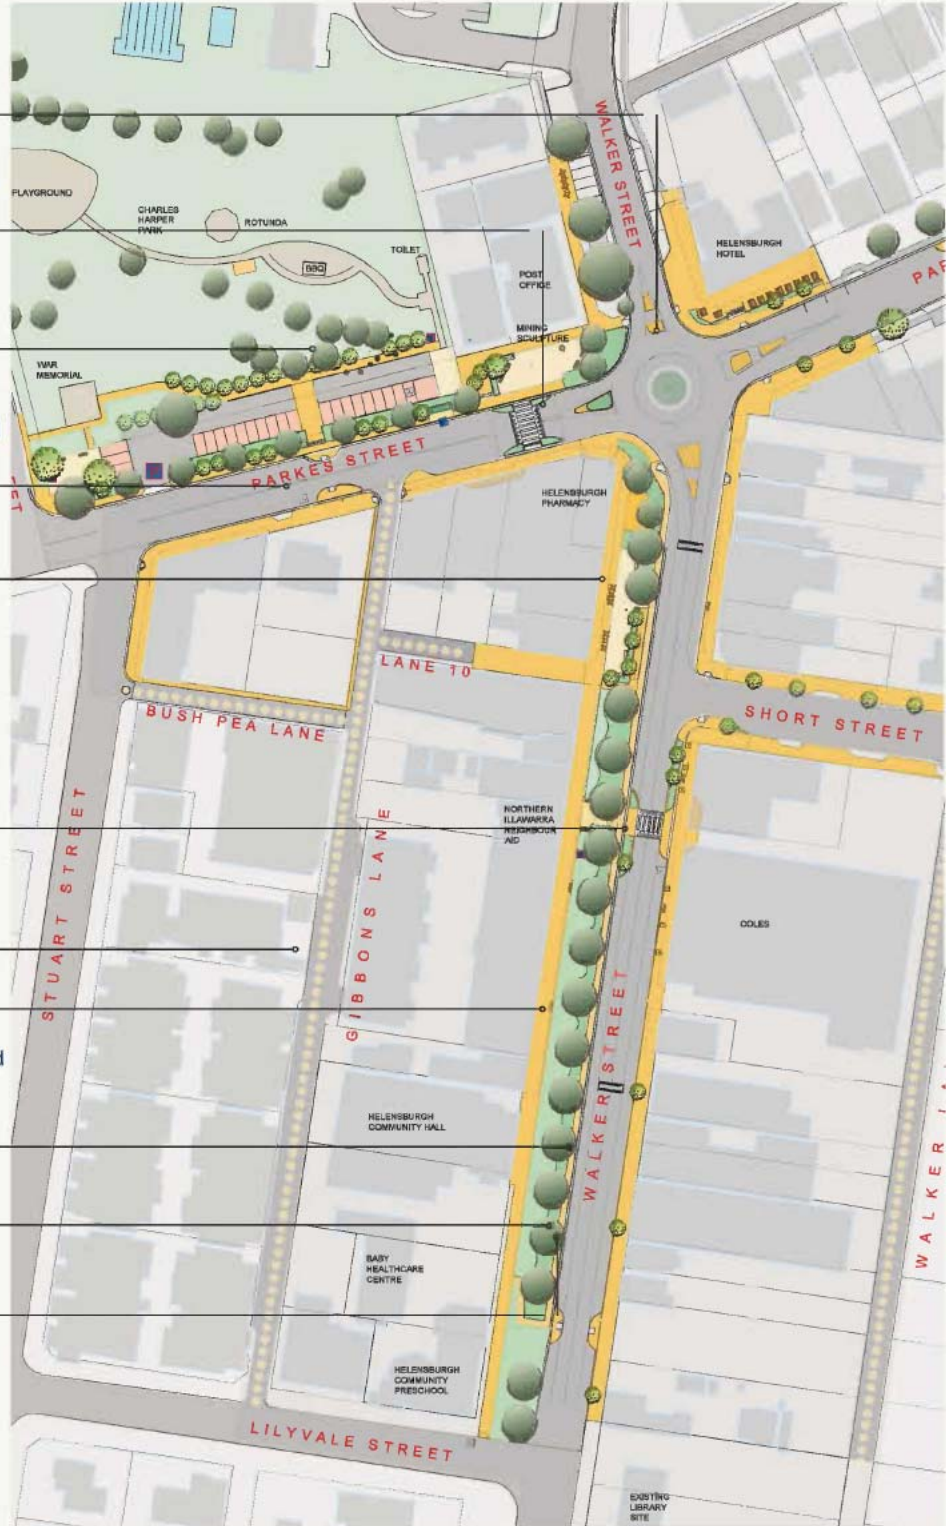 WALKER STREET
PLAYGROUND
CHARLES
HARPER
PARK
ROTUNDA
HELENSBURGH
HOTEL
TOILET
BBQ
POST
OFFICE
MINING
SCULPTURE
WAR
MEMORIAL
PARKES STREET
HELENSBURGH
PHARMACY
LANE 10
BUSH PEA LANE
SHORT STREET
STUART STREET
GIBBONS LANE
NORTHERN
ILLAWARRA
NEIGHBOUR
AID
COLES
WALKER STREET
HELENSBURGH
COMMUNITY HALL
BABY
HEALTHCARE
CENTRE
HELENSBURGH
COMMUNITY
PRESCHOOL
LILYVALE STREET
WALKER
EXISTING
LIBRARY
SITE